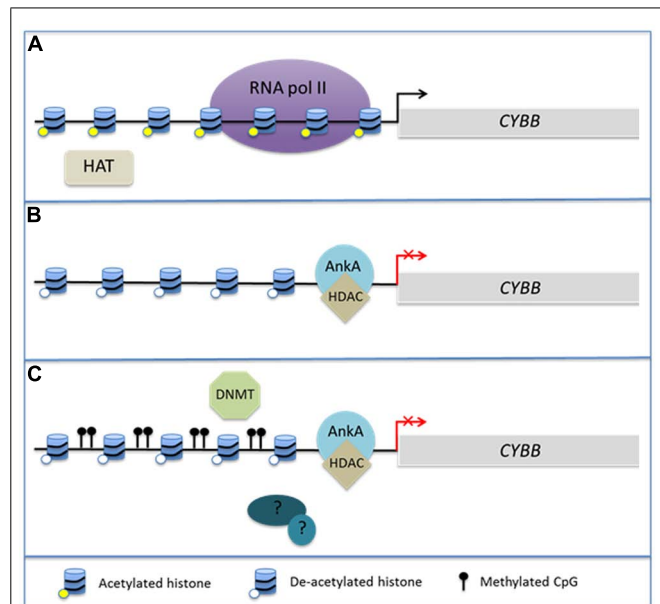 A
RNA pol II
CYBB
HAT
B
AnkA
HDAC
CYBB
C
DNMT
AnkA
HDAC
CYBB
?
?
Acetylated histone
De-acetylated histone
Methylated CpG